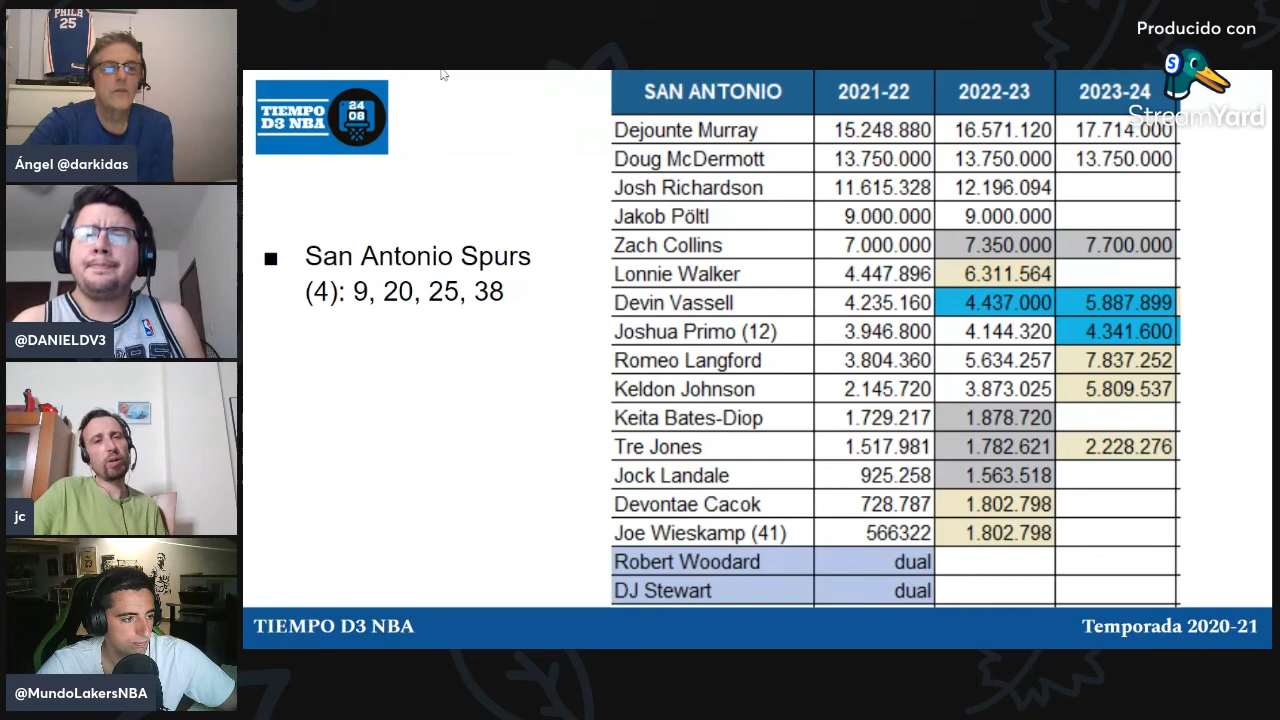 PHILA
25
Ángel @darkidas
@DANIELDV3
jc
@MundoLakersNBA
Producido con
S
StreamYard
TIEMPO
D3 NBA
24
08
■ San Antonio Spurs
(4): 9, 20, 25, 38
SAN ANTONIO 2021-22 2022-23 2023-24
Dejounte Murray 15.248.880 16.571.120 17.714.000
Doug McDermott 13.750.000 13.750.000 13.750.000
Josh Richardson 11.615.328 12.196.094
Jakob Pöltl 9.000.000 9.000.000
Zach Collins 7.000.000 7.350.000 7.700.000
Lonnie Walker 4.447.896 6.311.564
Devin Vassell 4.235.160 4.437.000 5.887.899
Joshua Primo (12) 3.946.800 4.144.320 4.341.600
Romeo Langford 3.804.360 5.634.257 7.837.252
Keldon Johnson 2.145.720 3.873.025 5.809.537
Keita Bates-Diop 1.729.217 1.878.720
Tre Jones 1.517.981 1.782.621 2.228.276
Jock Landale 925.258 1.563.518
Devontae Cacok 728.787 1.802.798
Joe Wieskamp (41) 566322 1.802.798
Robert Woodard dual
DJ Stewart dual
TIEMPO D3 NBA
Temporada 2020-21